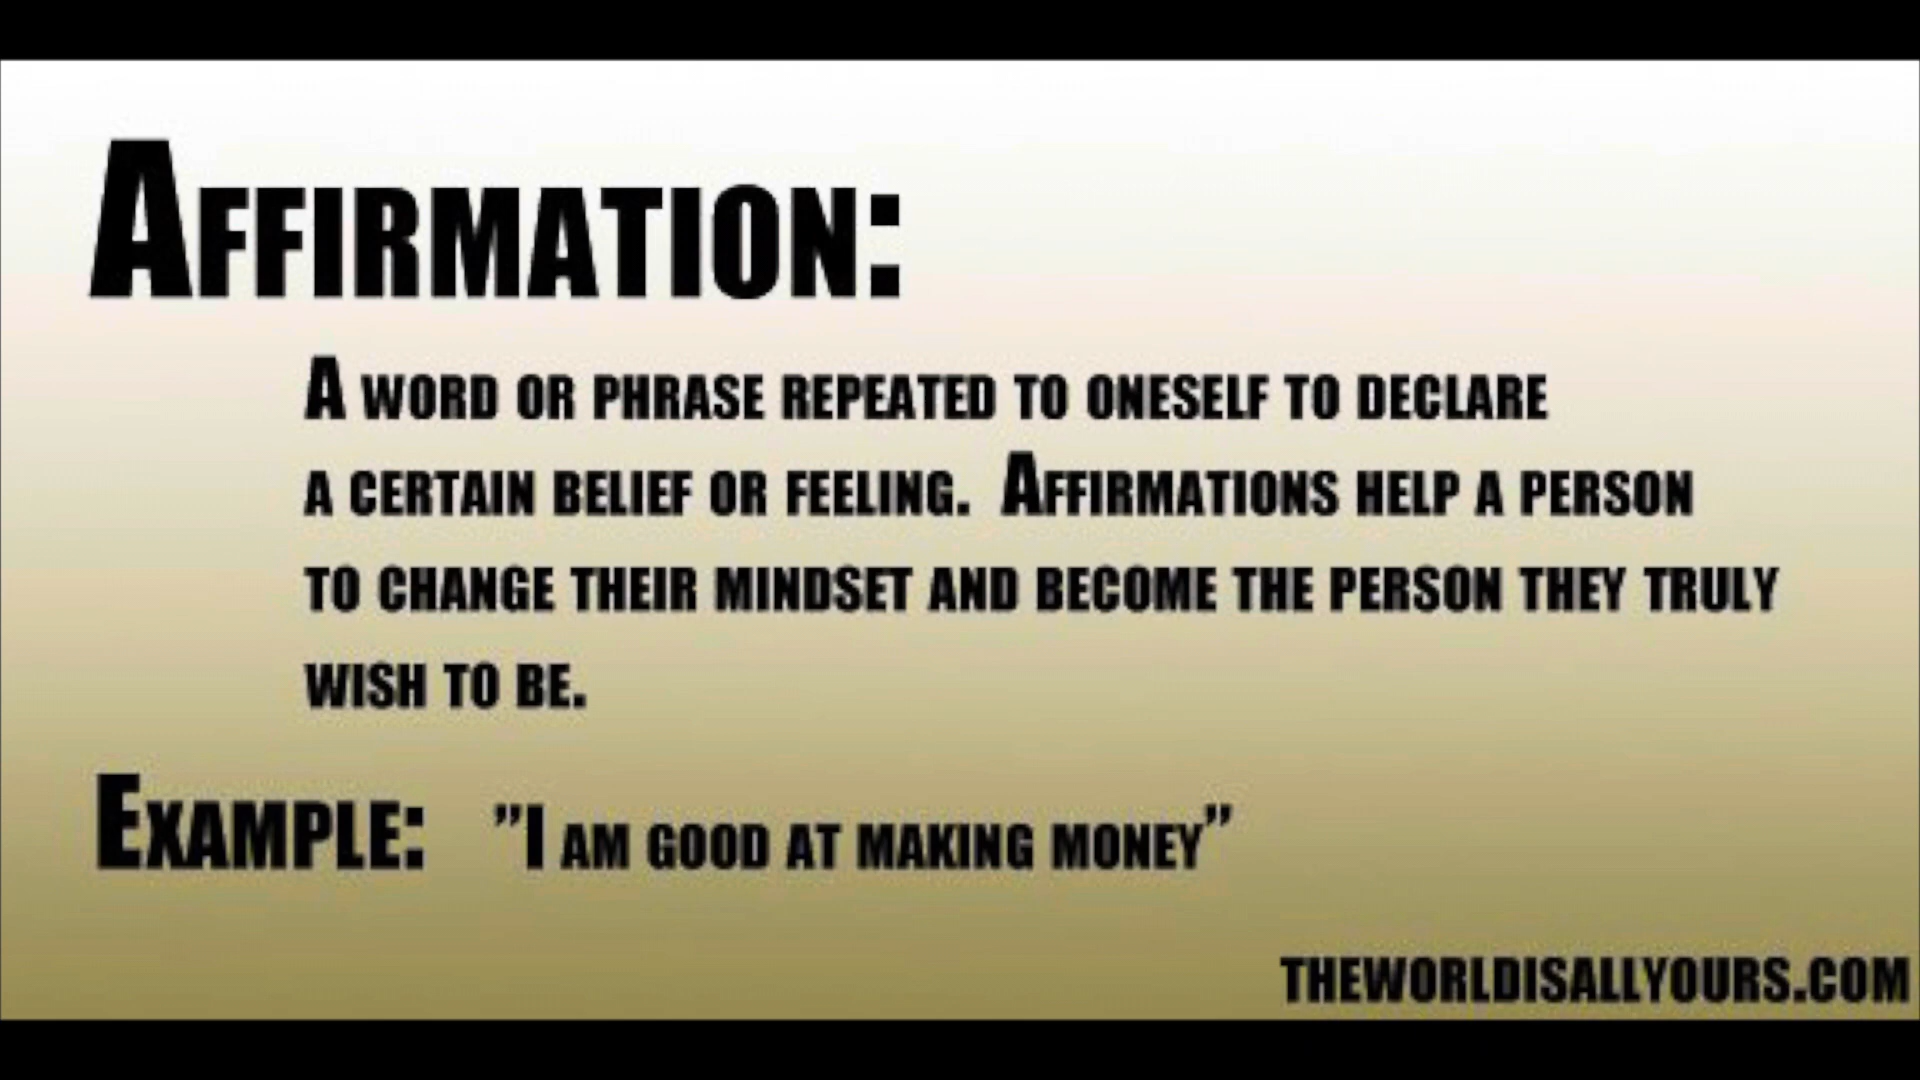 AFFIRMATION:
A WORD OR PHRASE REPEATED TO ONESELF TO DECLARE
A CERTAIN BELIEF OR FEELING. AFFIRMATIONS HELP A PERSON
TO CHANGE THEIR MINDSET AND BECOME THE PERSON THEY TRULY
WISH TO BE.
EXAMPLE: ”I AM GOOD AT MAKING MONEY”
THEWORLDISALLYOURS.COM